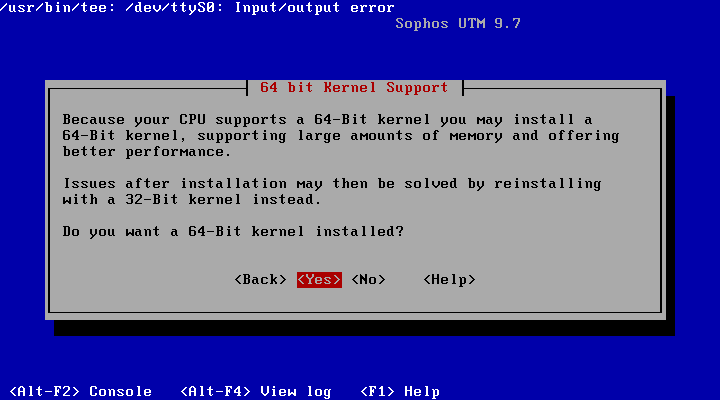 /usr/bin/tee: /dev/ttyS0: Input/output error
Sophos UTM 9.7
64 bit Kernel Support
Because your CPU supports a 64-Bit kernel you may install a
64-Bit kernel, supporting large amounts of memory and offering
better performance.
Issues after installation may then be solved by reinstalling
with a 32-Bit kernel instead.
Do you want a 64-Bit kernel installed?
<Back> <Yes> <No> <Help>
<Alt-F2> Console <Alt-F4> View log <F1> Help